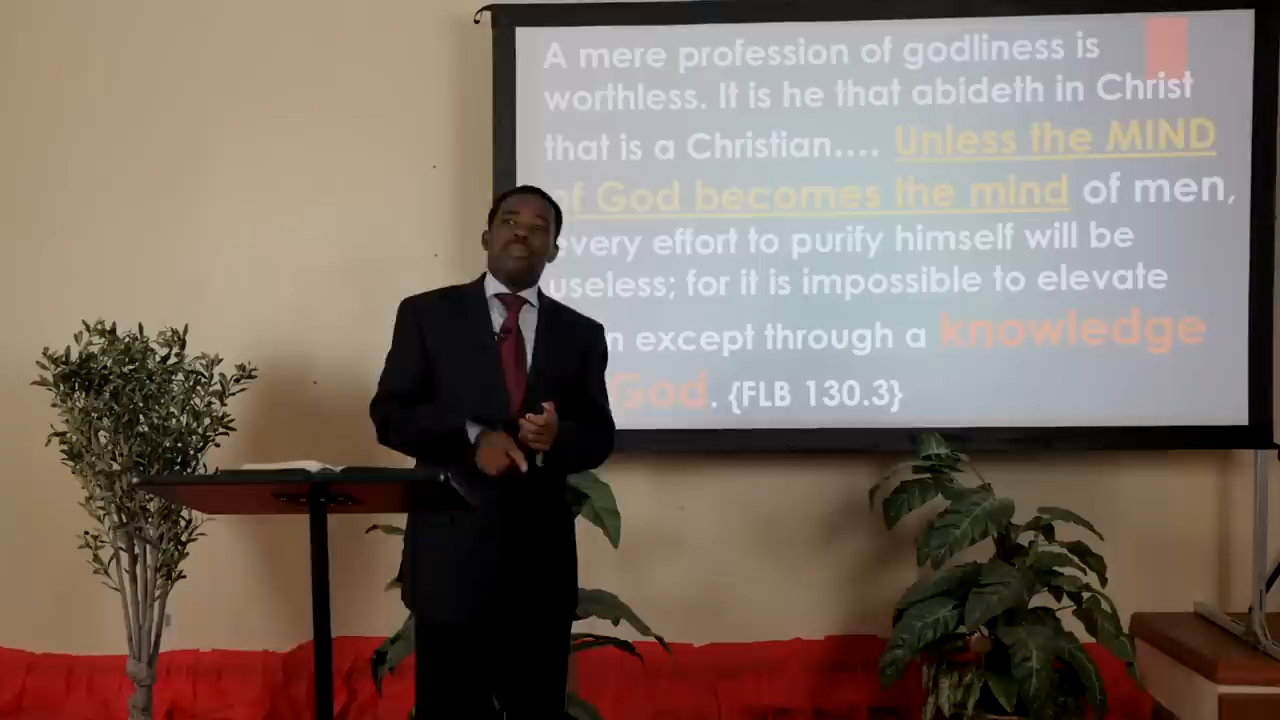 A mere profession of godliness is
worthless. It is he that abideth in Christ
that is a Christian.... Unless the MIND
of God becomes the mind of men,
every effort to purify himself will be
useless; for it is impossible to elevate
except through a knowledge
God. {FLB 130.3}